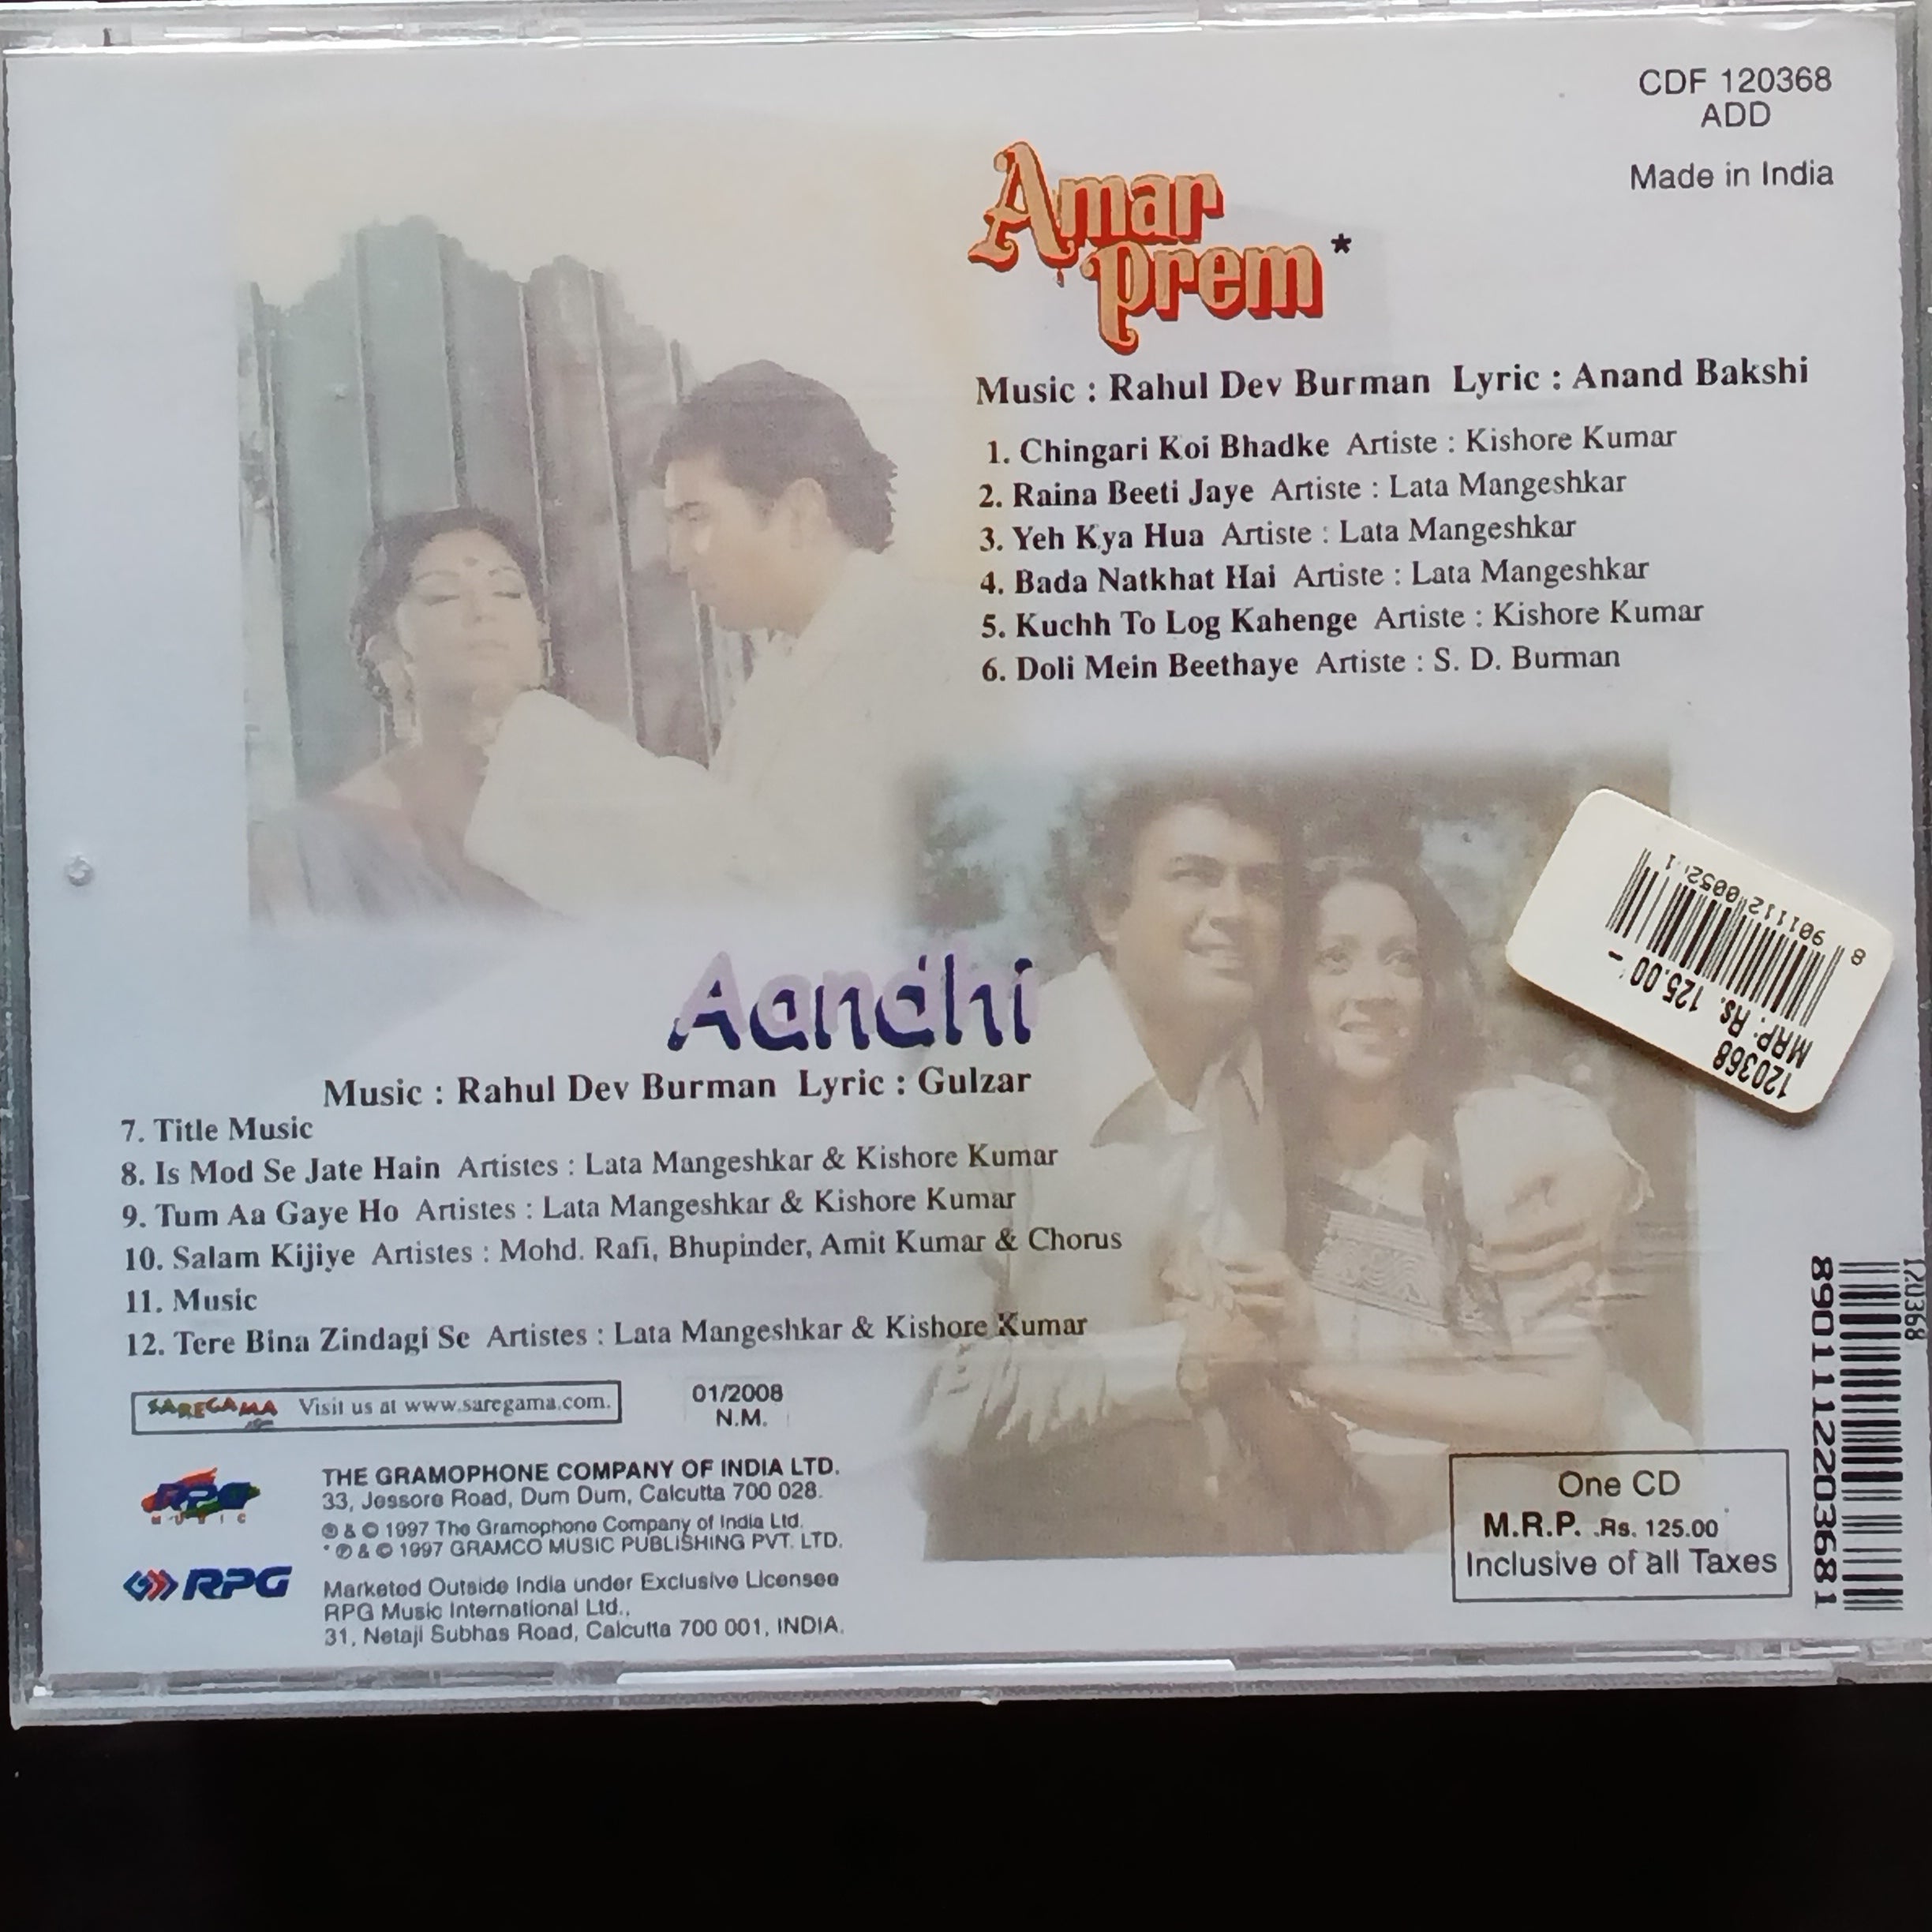 CDF 120368
ADD
Made in India
Amar
Prem *
Music : Rahul Dev Burman Lyric : Anand Bakshi
1. Chingari Koi Bhadke Artiste : Kishore Kumar
2. Raina Beeti Jaye Artiste : Lata Mangeshkar
3. Yeh Kya Hua Artiste : Lata Mangeshkar
4. Bada Natkhat Hai Artiste : Lata Mangeshkar
5. Kuchh To Log Kahenge Artiste : Kishore Kumar
6. Doli Mein Beethaye Artiste : S. D. Burman
120368
MRP: Rs. 125.00
Aandhi
Music : Rahul Dev Burman Lyric : Gulzar
7. Title Music
8. Is Mod Se Jate Hain Artistes : Lata Mangeshkar & Kishore Kumar
9. Tum Aa Gaye Ho Artistes : Lata Mangeshkar & Kishore Kumar
10. Salam Kijiye Artistes : Mohd. Rafi, Bhupinder, Amit Kumar & Chorus
11. Music
12. Tere Bina Zindagi Se Artistes : Lata Mangeshkar & Kishore Kumar
SAREGAMA Visit us at www.saregama.com.
01/2008
N.M.
RPG
MUSIC
THE GRAMOPHONE COMPANY OF INDIA LTD.
33, Jessore Road, Dum Dum, Calcutta 700 028.
℗ & © 1997 The Gramophone Company of India Ltd.
* ℗ & © 1997 GRAMCO MUSIC PUBLISHING PVT. LTD.
RPG
Marketed Outside India under Exclusive Licensee
RPG Music International Ltd.,
31, Netaji Subhas Road, Calcutta 700 001, INDIA.
One CD
M.R.P. .Rs. 125.00
Inclusive of all Taxes
120368
8901112203681